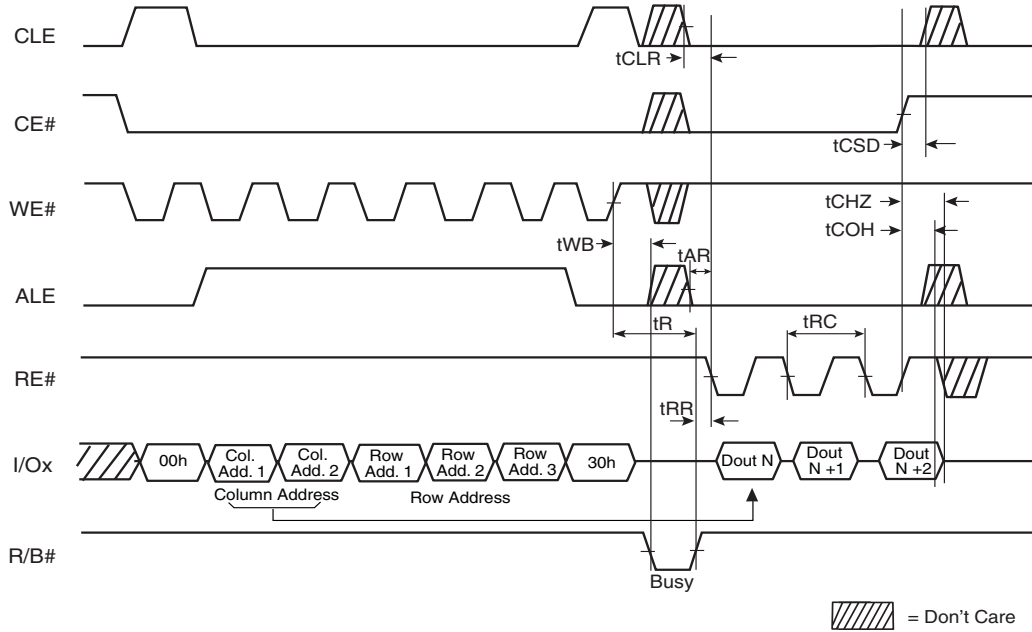 CLE
tCLR
CE#
tCSD
WE#
tCHZ
tCOH
tWB
tAR
ALE
tR
tRC
RE#
tRR
I/Ox
00h
Col. Add. 1
Col. Add. 2
Row Add. 1
Row Add. 2
Row Add. 3
30h
Dout N
Dout N +1
Dout N +2
Column Address
Row Address
R/B#
Busy
= Don't Care